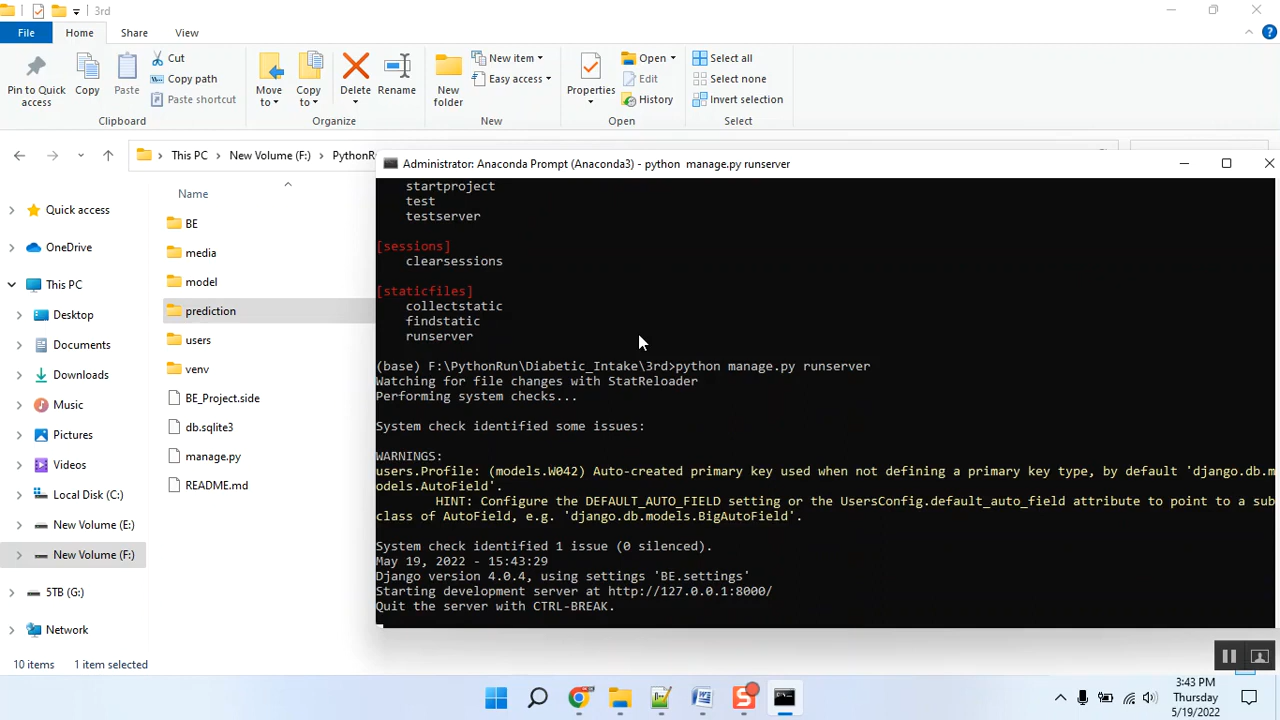 3rd
File Home Share View
Pin to Quick access
Copy
Paste
Cut
Copy path
Paste shortcut
Clipboard
Move to
Copy to
Delete
Rename
Organize
New folder
New item
Easy access
New
Properties
Open
Edit
History
Open
Select all
Select none
Invert selection
Select
This PC New Volume (F:) PythonR
Name
Quick access
OneDrive
This PC
Desktop
Documents
Downloads
Music
Pictures
Videos
Local Disk (C:)
New Volume (E:)
New Volume (F:)
5TB (G:)
Network
BE
media
model
prediction
users
venv
BE_Project.side
db.sqlite3
manage.py
README.md
Administrator: Anaconda Prompt (Anaconda3) - python manage.py runserver
startproject
test
testserver
[sessions]
clearsessions
[staticfiles]
collectstatic
findstatic
runserver
(base) F:\PythonRun\Diabetic_Intake\3rd>python manage.py runserver
Watching for file changes with StatReloader
Performing system checks...
System check identified some issues:
WARNINGS:
users.Profile: (models.W042) Auto-created primary key used when not defining a primary key type, by default 'django.db.m
odels.AutoField'.
HINT: Configure the DEFAULT_AUTO_FIELD setting or the UsersConfig.default_auto_field attribute to point to a sub
class of AutoField, e.g. 'django.db.models.BigAutoField'.
System check identified 1 issue (0 silenced).
May 19, 2022 - 15:43:29
Django version 4.0.4, using settings 'BE.settings'
Starting development server at http://127.0.0.1:8000/
Quit the server with CTRL-BREAK.
10 items 1 item selected
3:43 PM
Thursday
5/19/2022